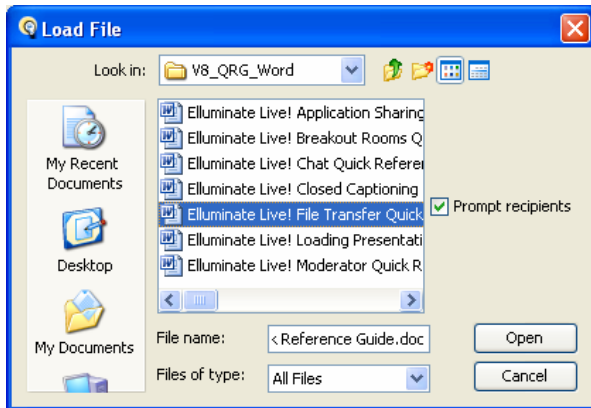 Load File
Look in:
V8_QRG_Word
Elluminate Live! Application Sharing
Elluminate Live! Breakout Rooms Q
Elluminate Live! Chat Quick Referen
Elluminate Live! Closed Captioning
Elluminate Live! File Transfer Quick
Elluminate Live! Loading Presentati
Elluminate Live! Moderator Quick R
My Recent
Documents
Desktop
My Documents
Prompt recipients
File name:
k Reference Guide.doc
Open
Files of type:
All Files
Cancel